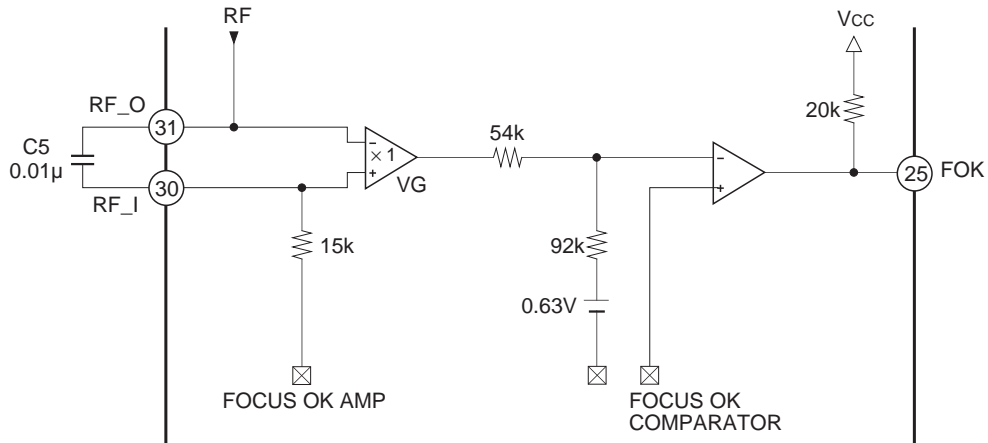 RF
VCC
RF_O
31
C5
0.01μ
× 1
-
+
VG
54k
-
+
20k
25
FOK
30
RF_I
15k
92k
0.63V
FOCUS OK AMP
FOCUS OK
COMPARATOR